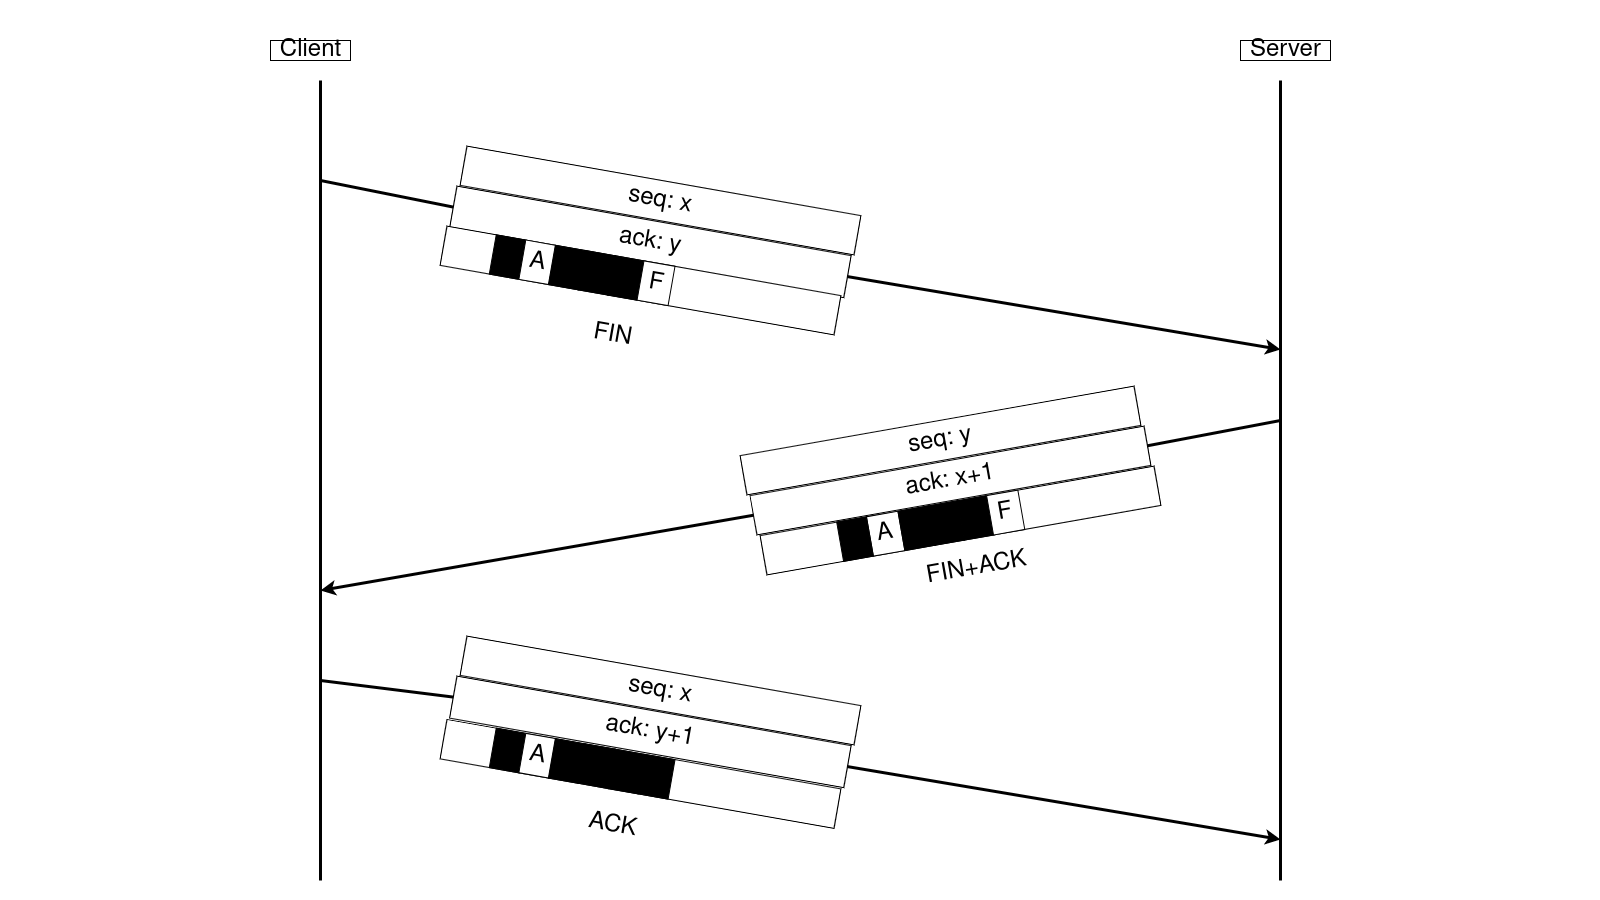 Client
Server
seq: x
ack: y
A
F
FIN
seq: y
ack: x+1
A
F
FIN+ACK
seq: x
ack: y+1
A
ACK